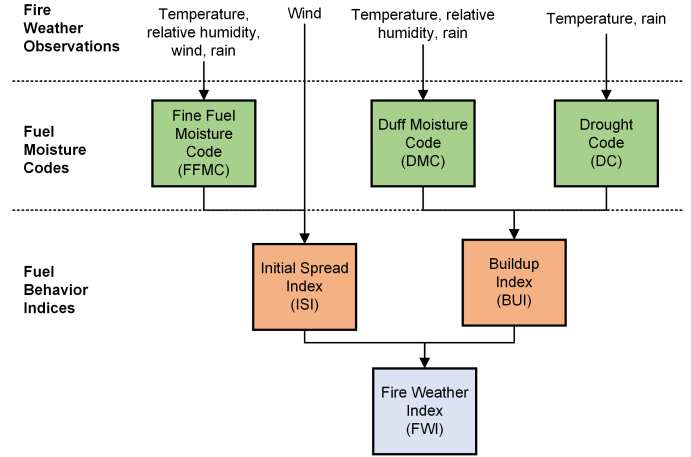 Fire
Weather
Observations
Temperature,
relative humidity,
wind, rain
Wind
Temperature, relative
humidity, rain
Temperature, rain
Fuel
Moisture
Codes
Fine Fuel
Moisture
Code
(FFMC)
Duff Moisture
Code
(DMC)
Drought
Code
(DC)
Fuel
Behavior
Indices
Initial Spread
Index
(ISI)
Buildup
Index
(BUI)
Fire Weather
Index
(FWI)